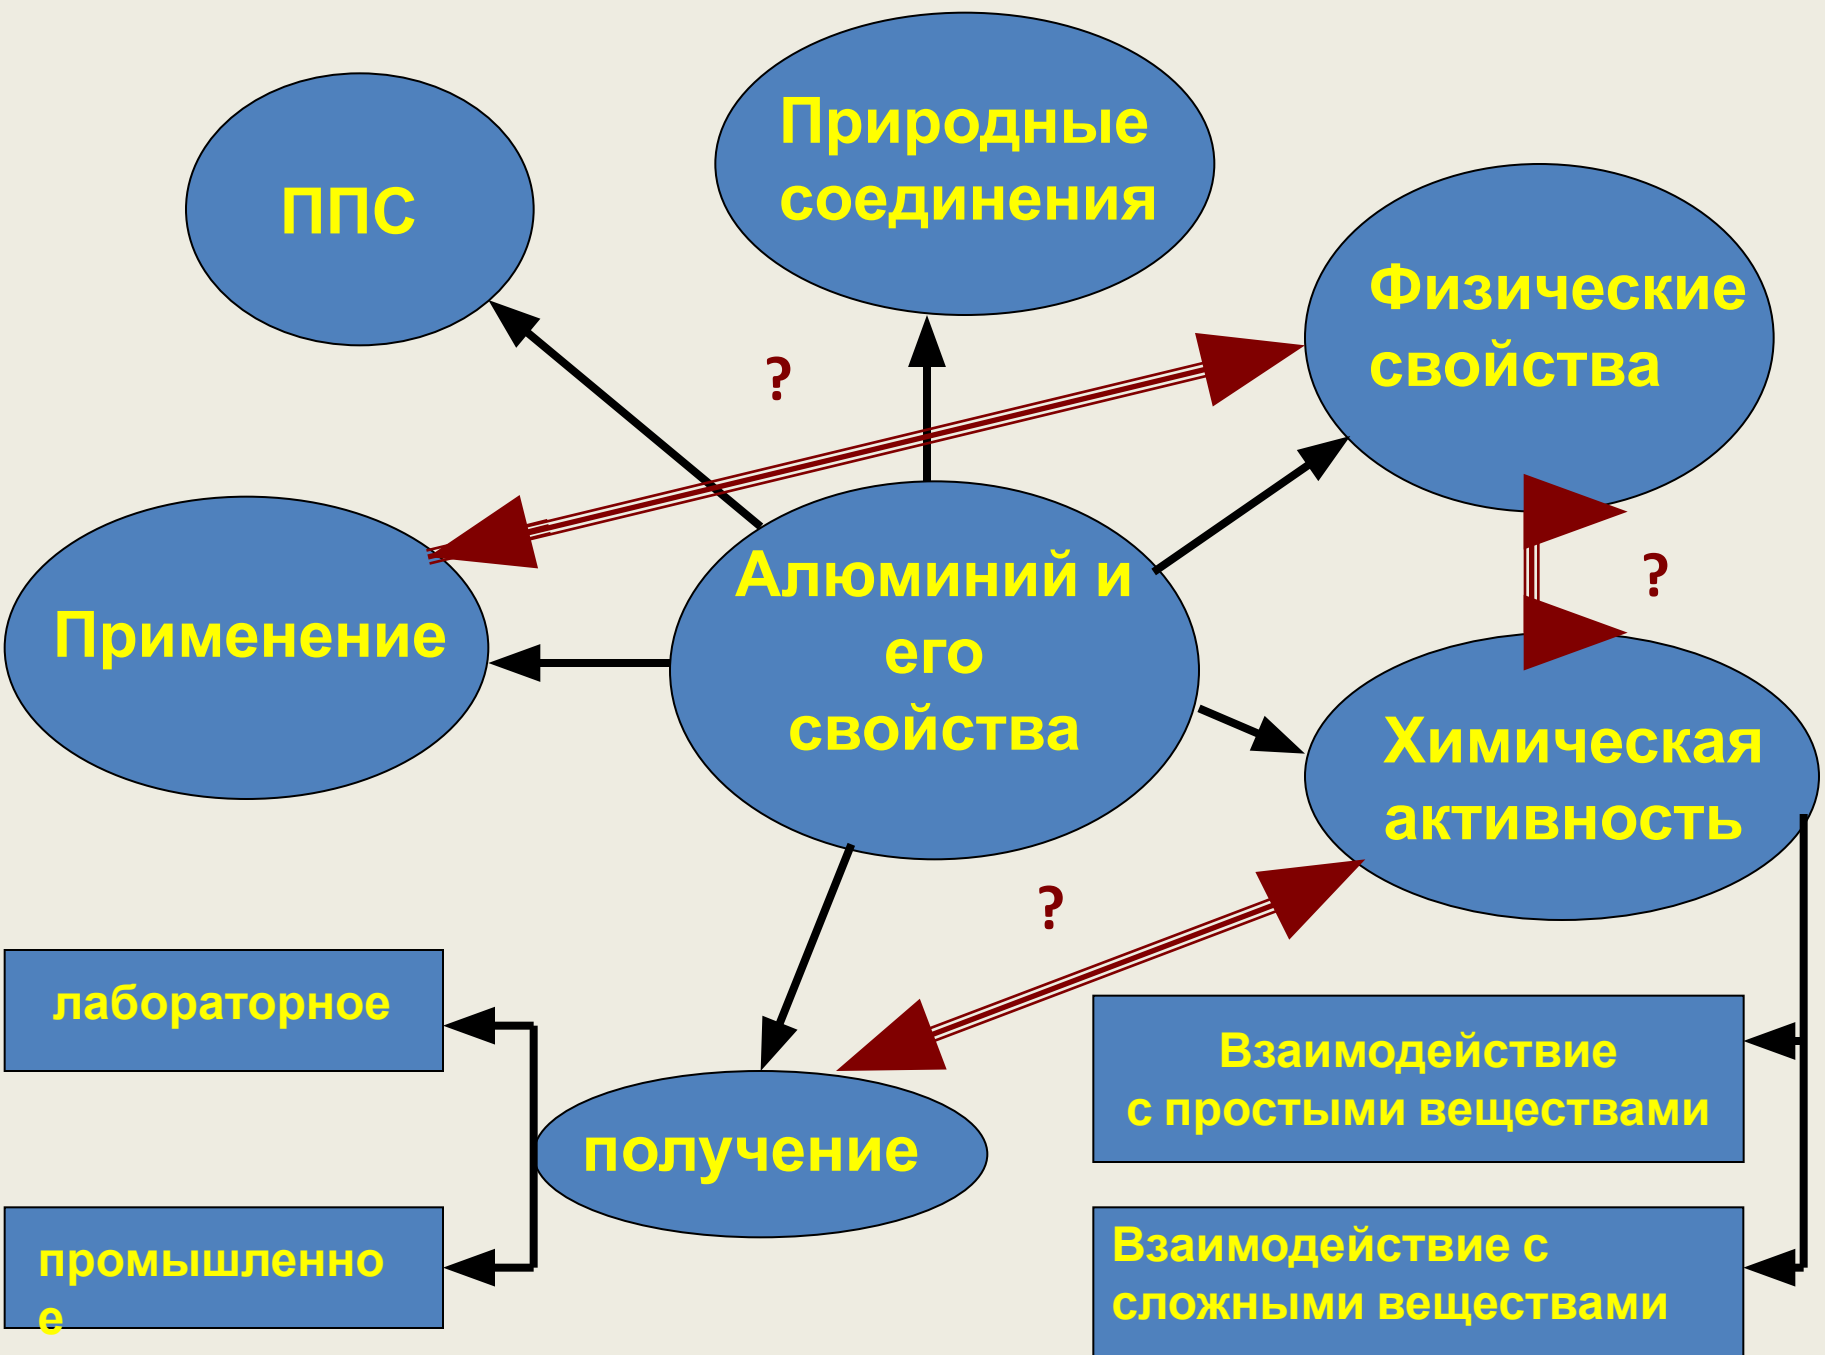 Природные
соединения
ППС
Физические
свойства
?
Алюминий и
его
свойства
?
Применение
Химическая
активность
?
лабораторное
Взаимодействие
с простыми веществами
получение
промышленно
е
Взаимодействие с
сложными веществами